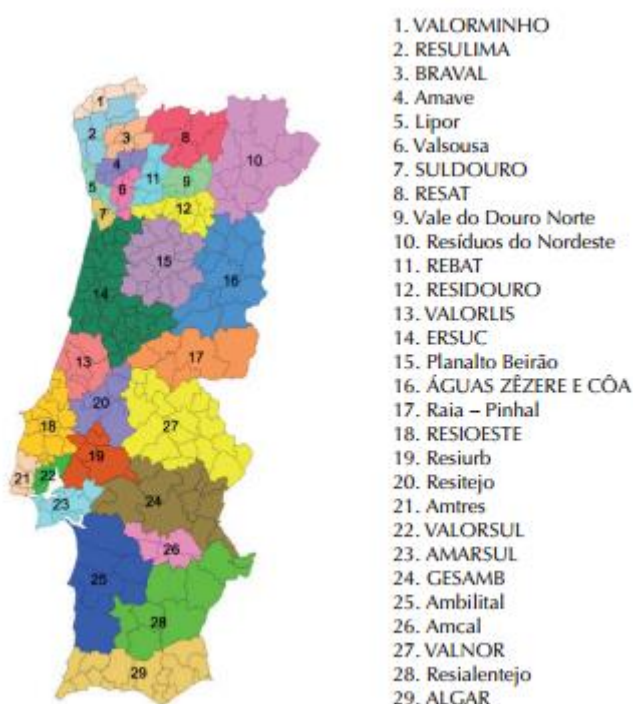 1. VALORMINHO
2. RESULIMA
3. BRAVAL
4. Amave
5. Lipor
6. Valsousa
7. SULDOURO
8. RESAT
9. Vale do Douro Norte
10. Resíduos do Nordeste
11. REBAT
12. RESIDOURO
13. VALORLIS
14. ERSUC
15. Planalto Beirão
16. ÁGUAS ZÊZERE E CÔA
17. Raia – Pinhal
18. RESIOESTE
19. Resiurb
20. Resitejo
21. Amtres
22. VALORSUL
23. AMARSUL
24. GESAMB
25. Ambilital
26. Amcal
27. VALNOR
28. Resialentejo
29. ALGAR
1
2
3
8
10
4
11
9
5
6
7
12
15
14
16
13
17
20
18
27
19
21
22
23
24
26
25
28
29